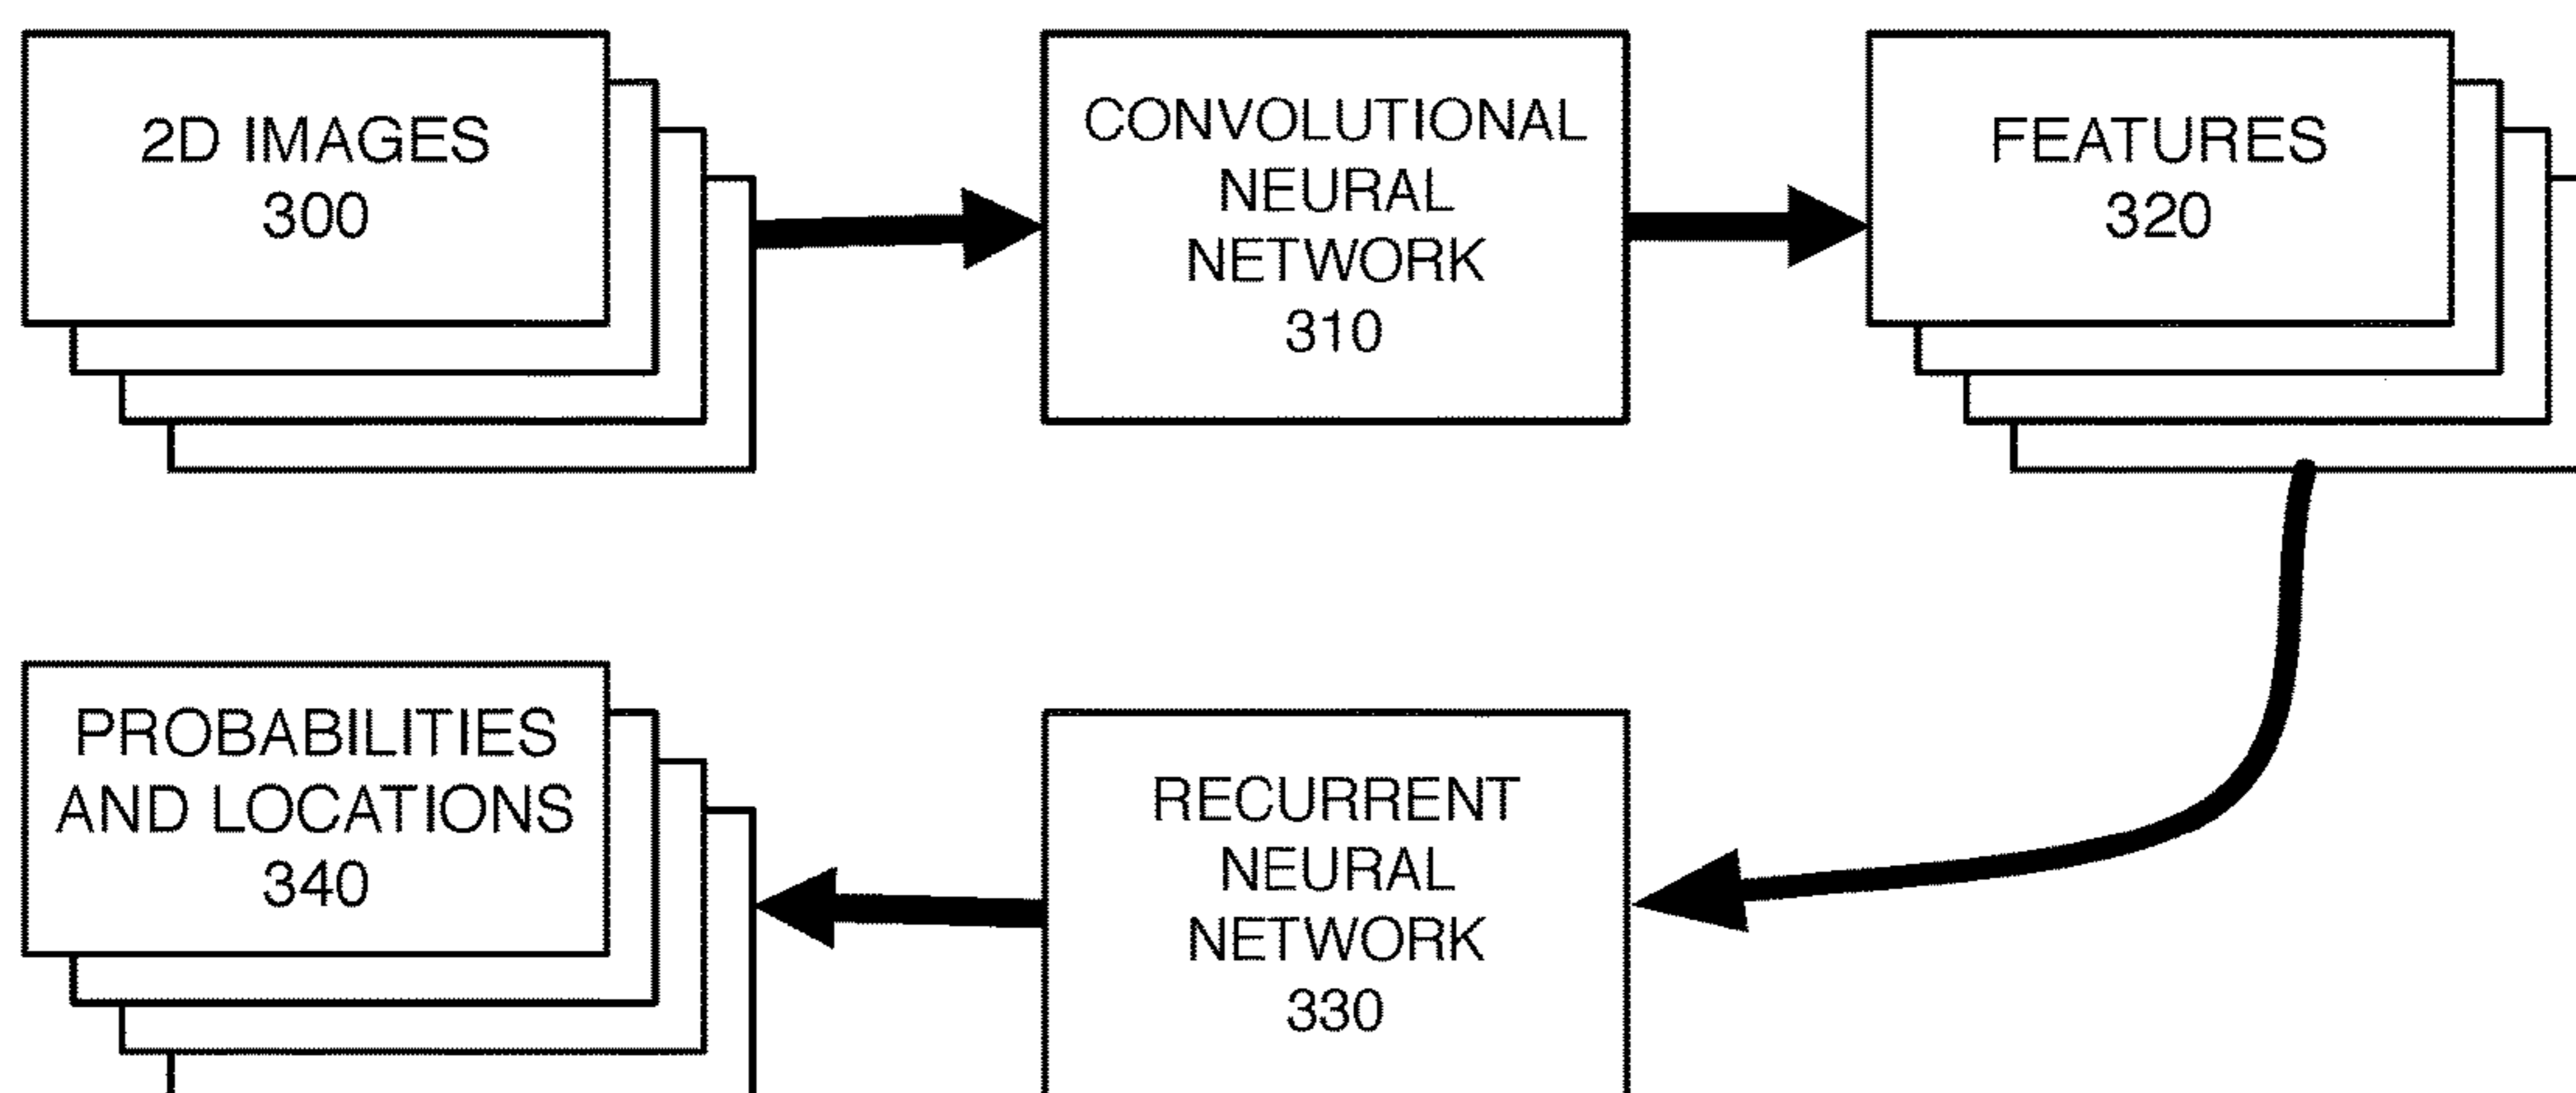 2D IMAGES
300
CONVOLUTIONAL
NEURAL
NETWORK
310
FEATURES
320
PROBABILITIES
AND LOCATIONS
340
RECURRENT
NEURAL
NETWORK
330